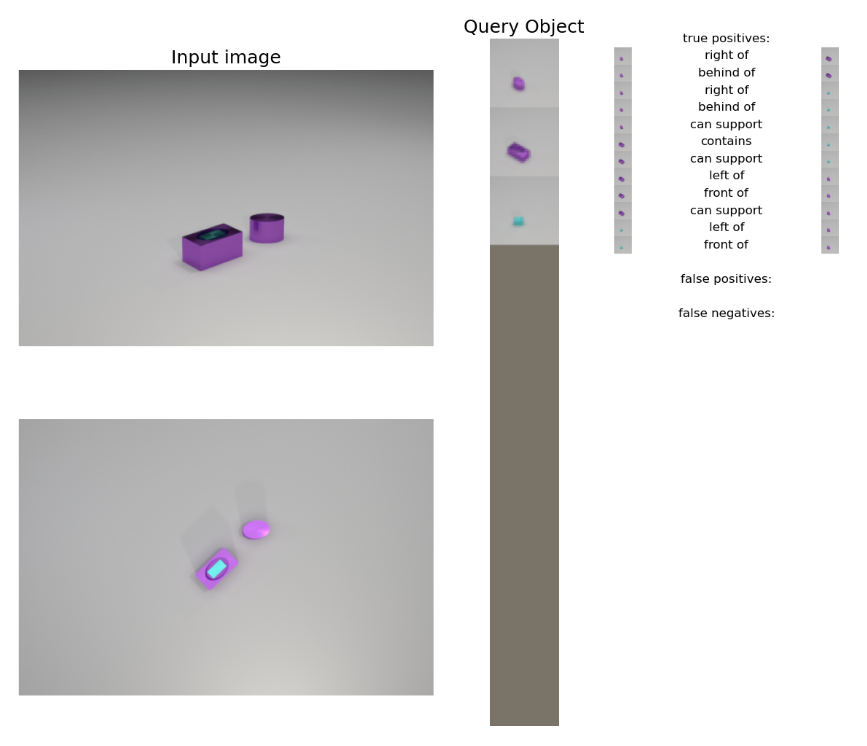 Query Object
Input image
true positives:
right of
behind of
right of
behind of
can support
contains
can support
left of
front of
can support
left of
front of
false positives:
false negatives: